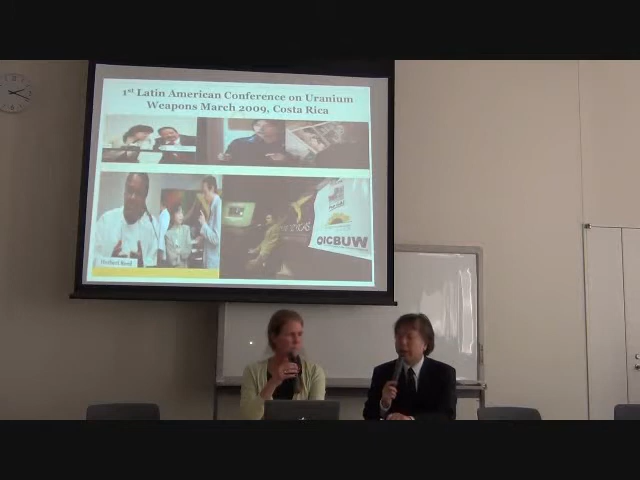 1st Latin American Conference on Uranium
Weapons March 2009, Costa Rica
ICBUW